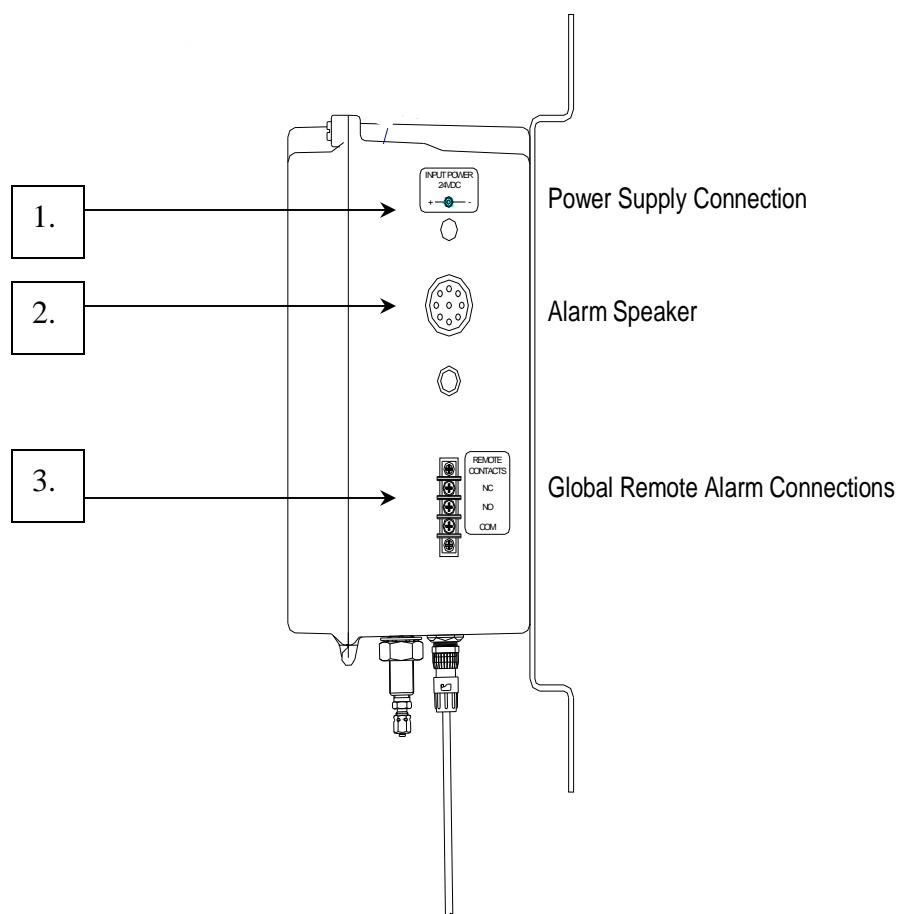 INPUT POWER
24VDC
+ -
1.
Power Supply Connection
2.
Alarm Speaker
REMOTE
CONTACTS
NC
NO
COM
3.
Global Remote Alarm Connections